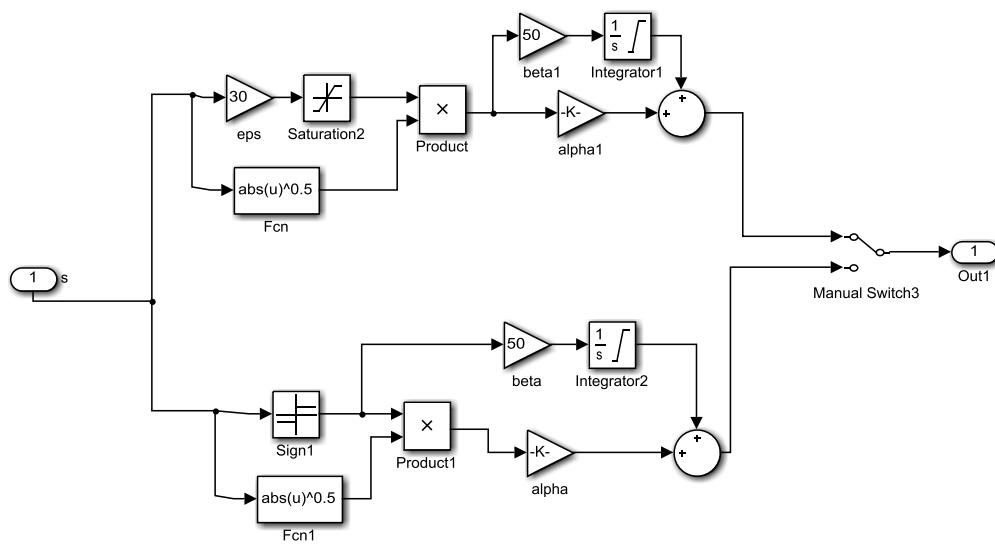 50
1
s
beta1
Integrator1
30
eps
Saturation2
×
Product
-K-
alpha1
+
+
abs(u)^0.5
Fcn
1
s
1
Out1
Manual Switch3
50
beta
1
s
Integrator2
Sign1
×
Product1
-K-
alpha
+
+
abs(u)^0.5
Fcn1